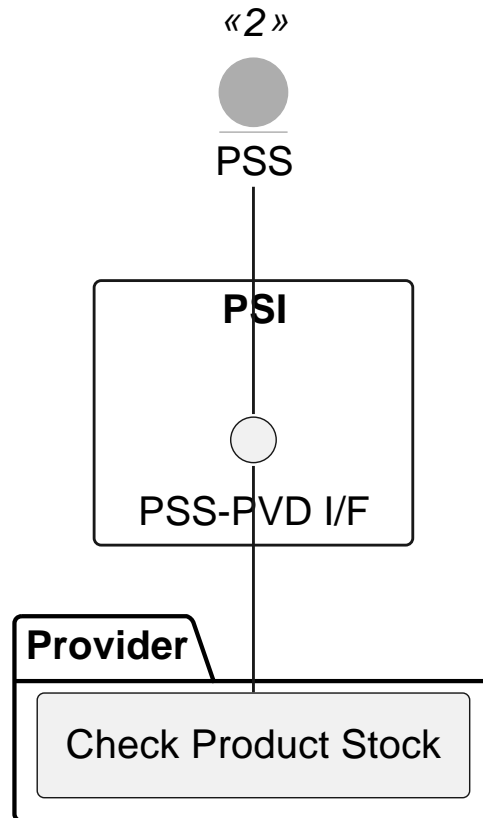 «2»
PSS
PSI
PSS-PVD I/F
Provider
Check Product Stock